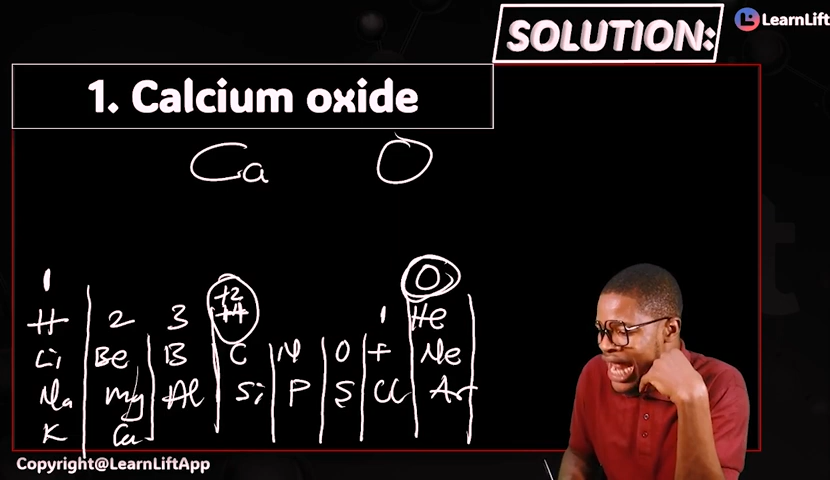 SOLUTION:
LearnLift
1. Calcium oxide
Ca O
1 +2 O
H 2 3 +4 1 He
Li Be B C N O F Ne
Na Mg Al Si P S Cl Ar
K Ca
Copyright@LearnLiftApp